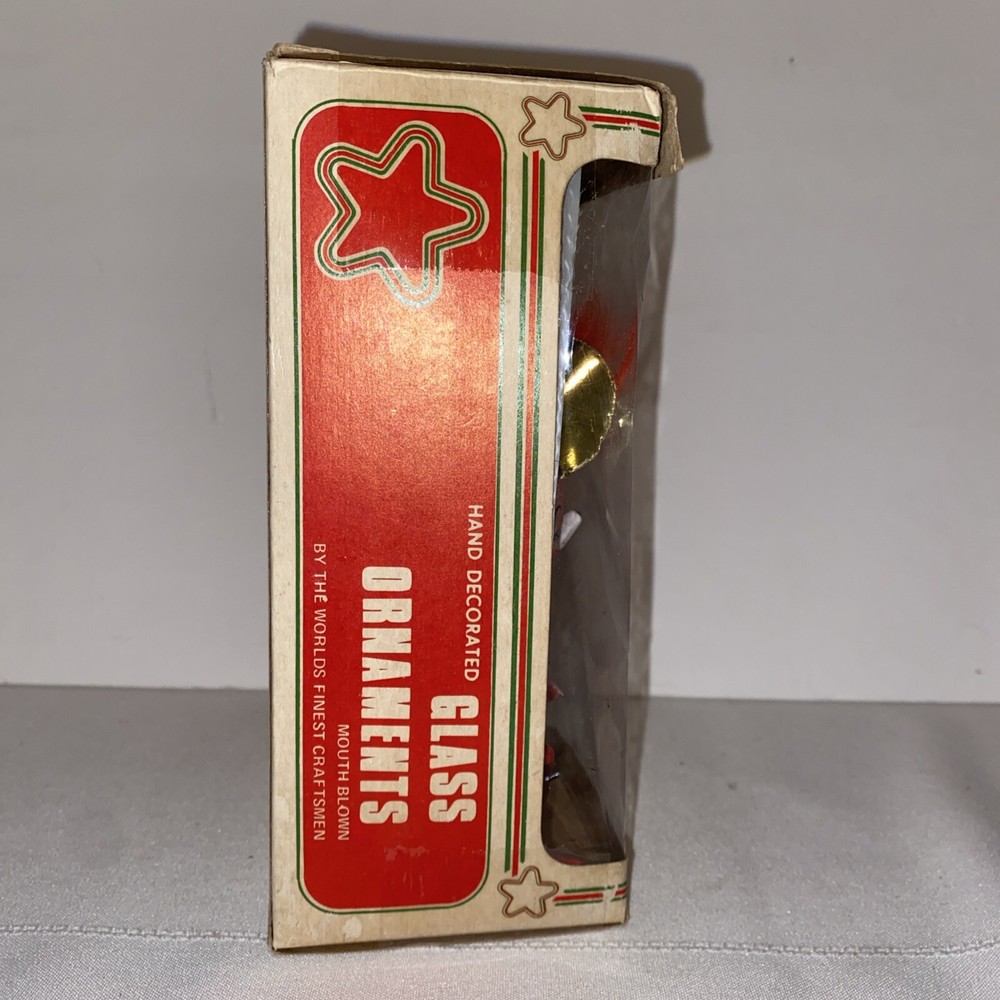 HAND DECORATED
GLASS
ORNAMENTS
MOUTH BLOWN
BY THE WORLDS FINEST CRAFTSMEN